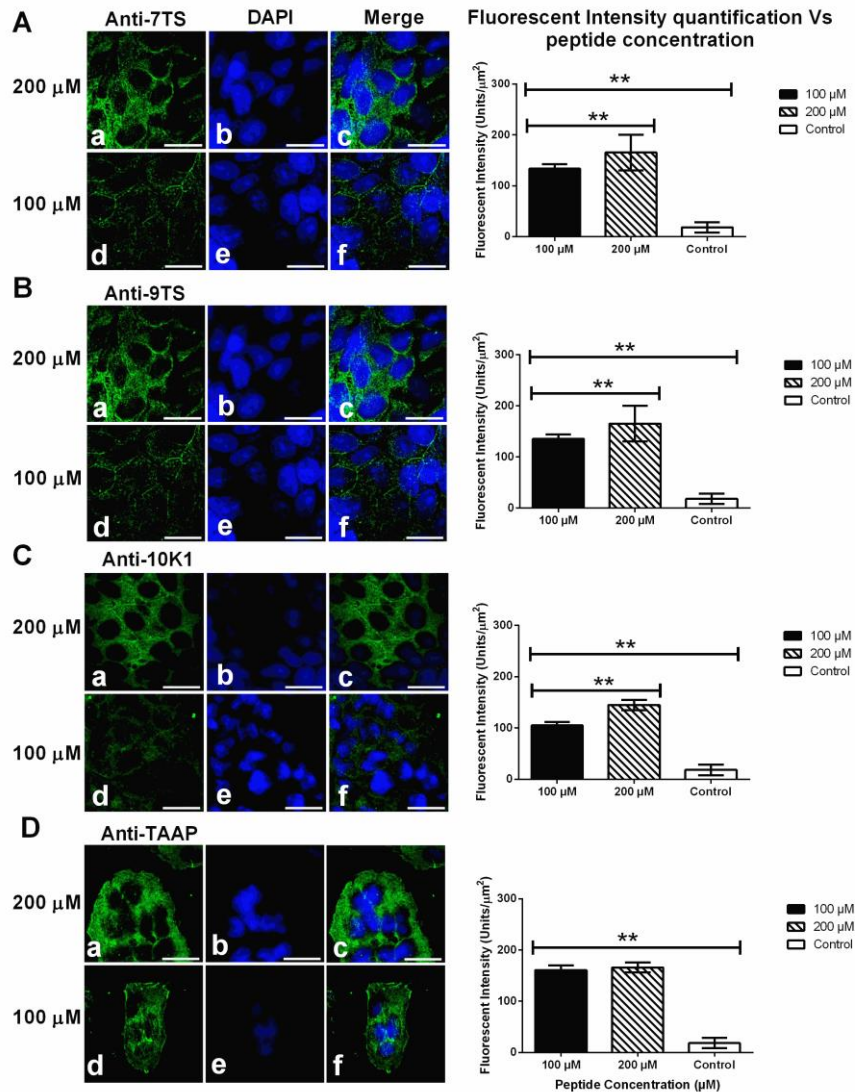 A
Anti-7TS DAPI Merge
Fluorescent Intensity quantification Vs
peptide concentration
200 µM
a b c
100 µM
d e f
Fluorescent Intensity (Units/µm²)
300
200
100
0
**
**
100 µM 200 µM Control
100 µM
200 µM
Control
B
Anti-9TS
200 µM
a b c
100 µM
d e f
Fluorescent Intensity (Units/µm²)
300
200
100
0
**
**
100 µM 200 µM Control
100 µM
200 µM
Control
C
Anti-10K1
200 µM
a b c
100 µM
d e f
Fluorescent Intensity (Units/µm²)
300
200
100
0
**
**
100 µM 200 µM Control
100 µM
200 µM
Control
D
Anti-TAAP
200 µM
a b c
100 µM
d e f
Fluorescent Intensity (Units/µm²)
300
200
100
0
**
100 µM 200 µM Control
Peptide Concentration (µM)
100 µM
200 µM
Control